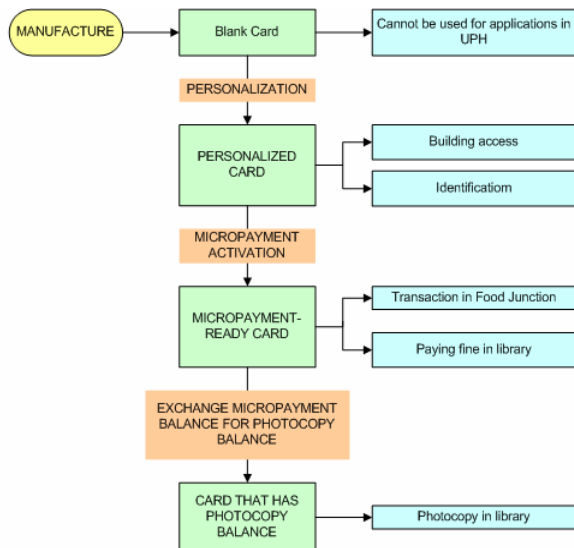 MANUFACTURE
Blank Card
Cannot be used for applications in
UPH
PERSONALIZATION
PERSONALIZED
CARD
Building access
Identificatiom
MICROPAYMENT
ACTIVATION
MICROPAYMENT-
READY CARD
Transaction in Food Junction
Paying fine in library
EXCHANGE MICROPAYMENT
BALANCE FOR PHOTOCOPY
BALANCE
CARD THAT HAS
PHOTOCOPY
BALANCE
Photocopy in library